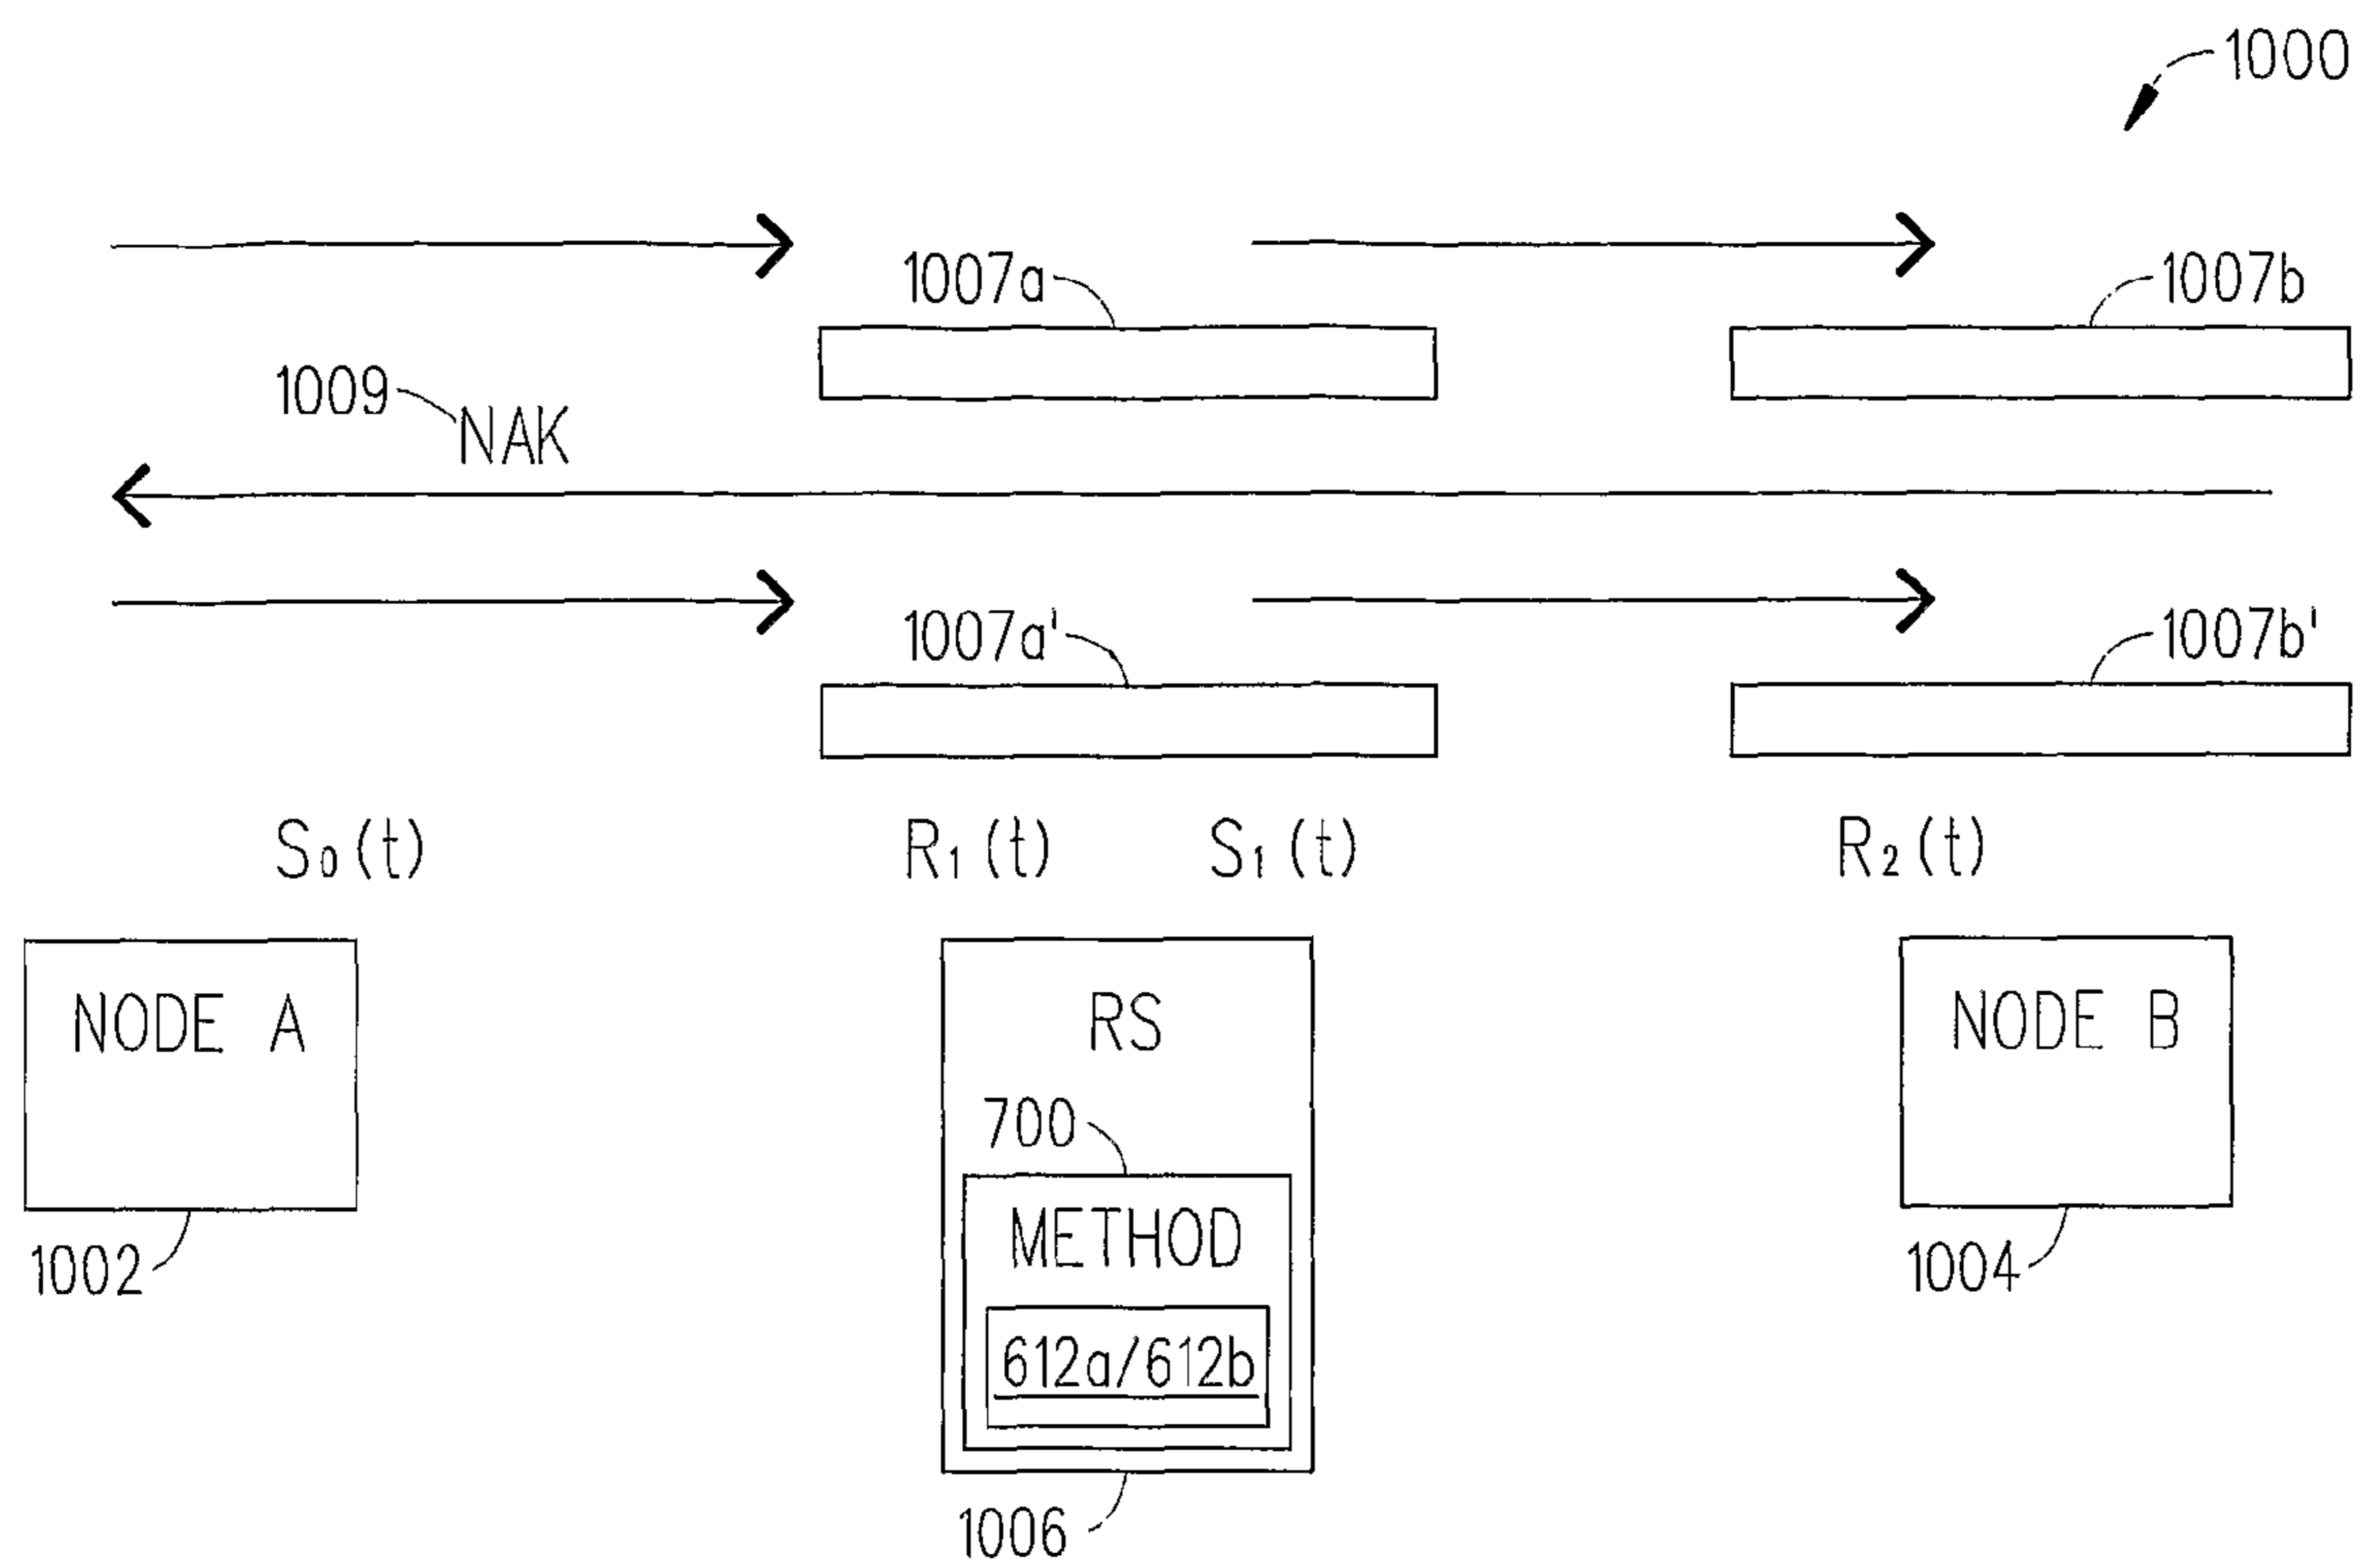 1000
1007a
1007b
1009
NAK
1007a'
1007b'
S₀(t)
R₁(t)
S₁(t)
R₂(t)
NODE A
RS
NODE B
700
METHOD
612a/612b
1002
1004
1006